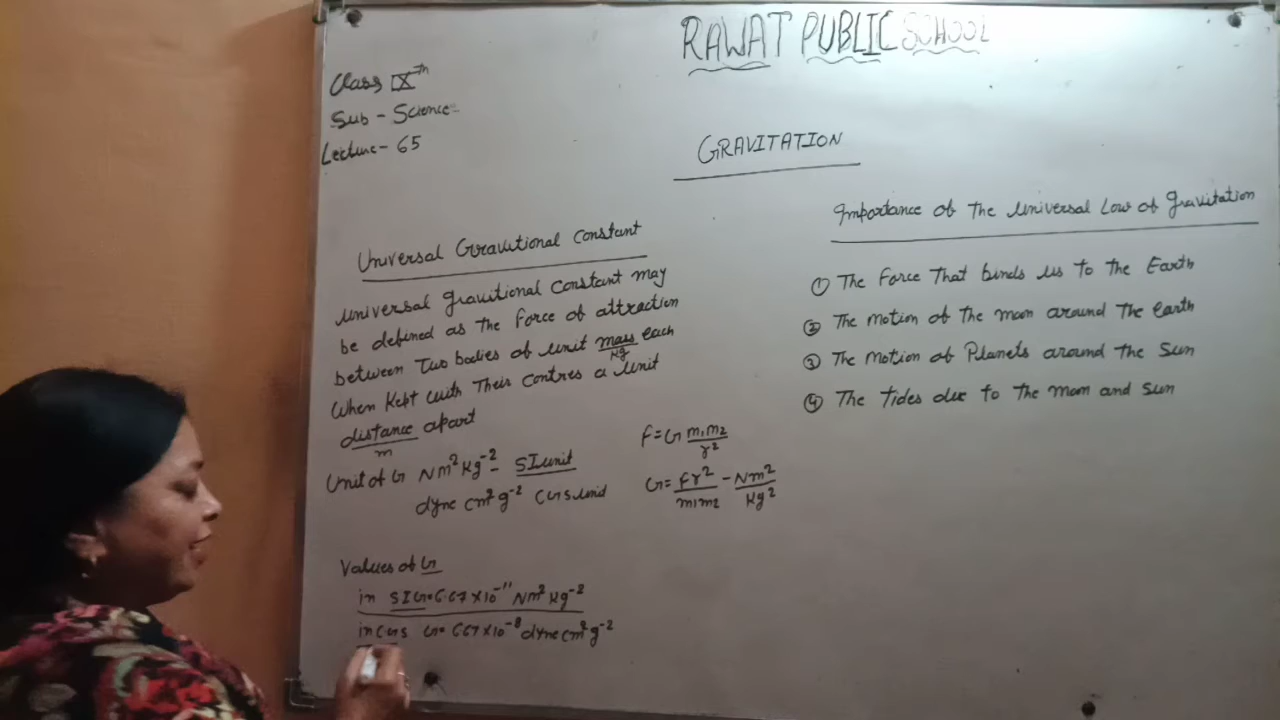 RAWAT PUBLIC SCHOOL
Class IXth
Sub - Science
Lecture - 65
GRAVITATION
Universal Gravitional Constant
Universal gravitional constant may
be defined as the force of attraction
between two bodies of unit mass each
kg
When kept with their centres a unit
distance apart
m
Unit of G Nm² Kg⁻² - SI unit
dyne cm² g⁻² CGS unit
F = G m₁m₂ / r²
G = Fr² / m₁m₂ - Nm² / Kg²
Values of G
in SI G = 6.67 × 10⁻¹¹ Nm² Kg⁻²
in CGS G = 6.67 × 10⁻⁸ dyne cm² g⁻²
Importance of The Universal Low of gravitation
① The Force That binds us To the Earth
② The Motion of The moon around The earth
③ The Motion of Planets around The Sun
④ The tides due to The moon and Sun